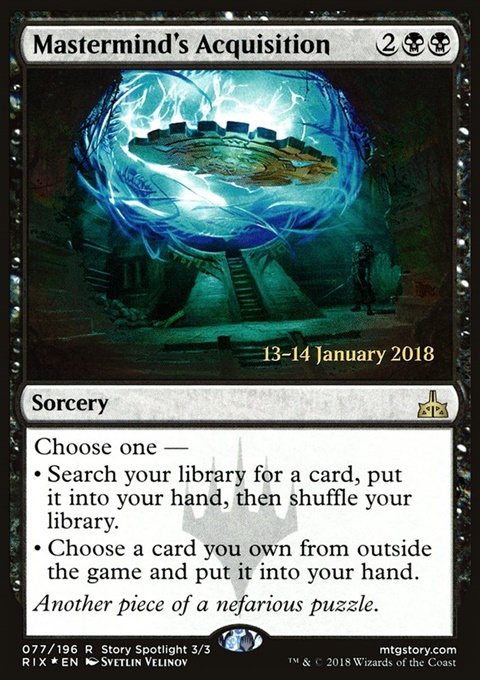 Mastermind's Acquisition 2
13–14 January 2018
Sorcery
Choose one —
• Search your library for a card, put
it into your hand, then shuffle your
library.
• Choose a card you own from outside
the game and put it into your hand.
Another piece of a nefarious puzzle.
077/196 R Story Spotlight 3/3
mtgstory.com
RIX★EN Svetlin Velinov
™ & © 2018 Wizards of the Coast